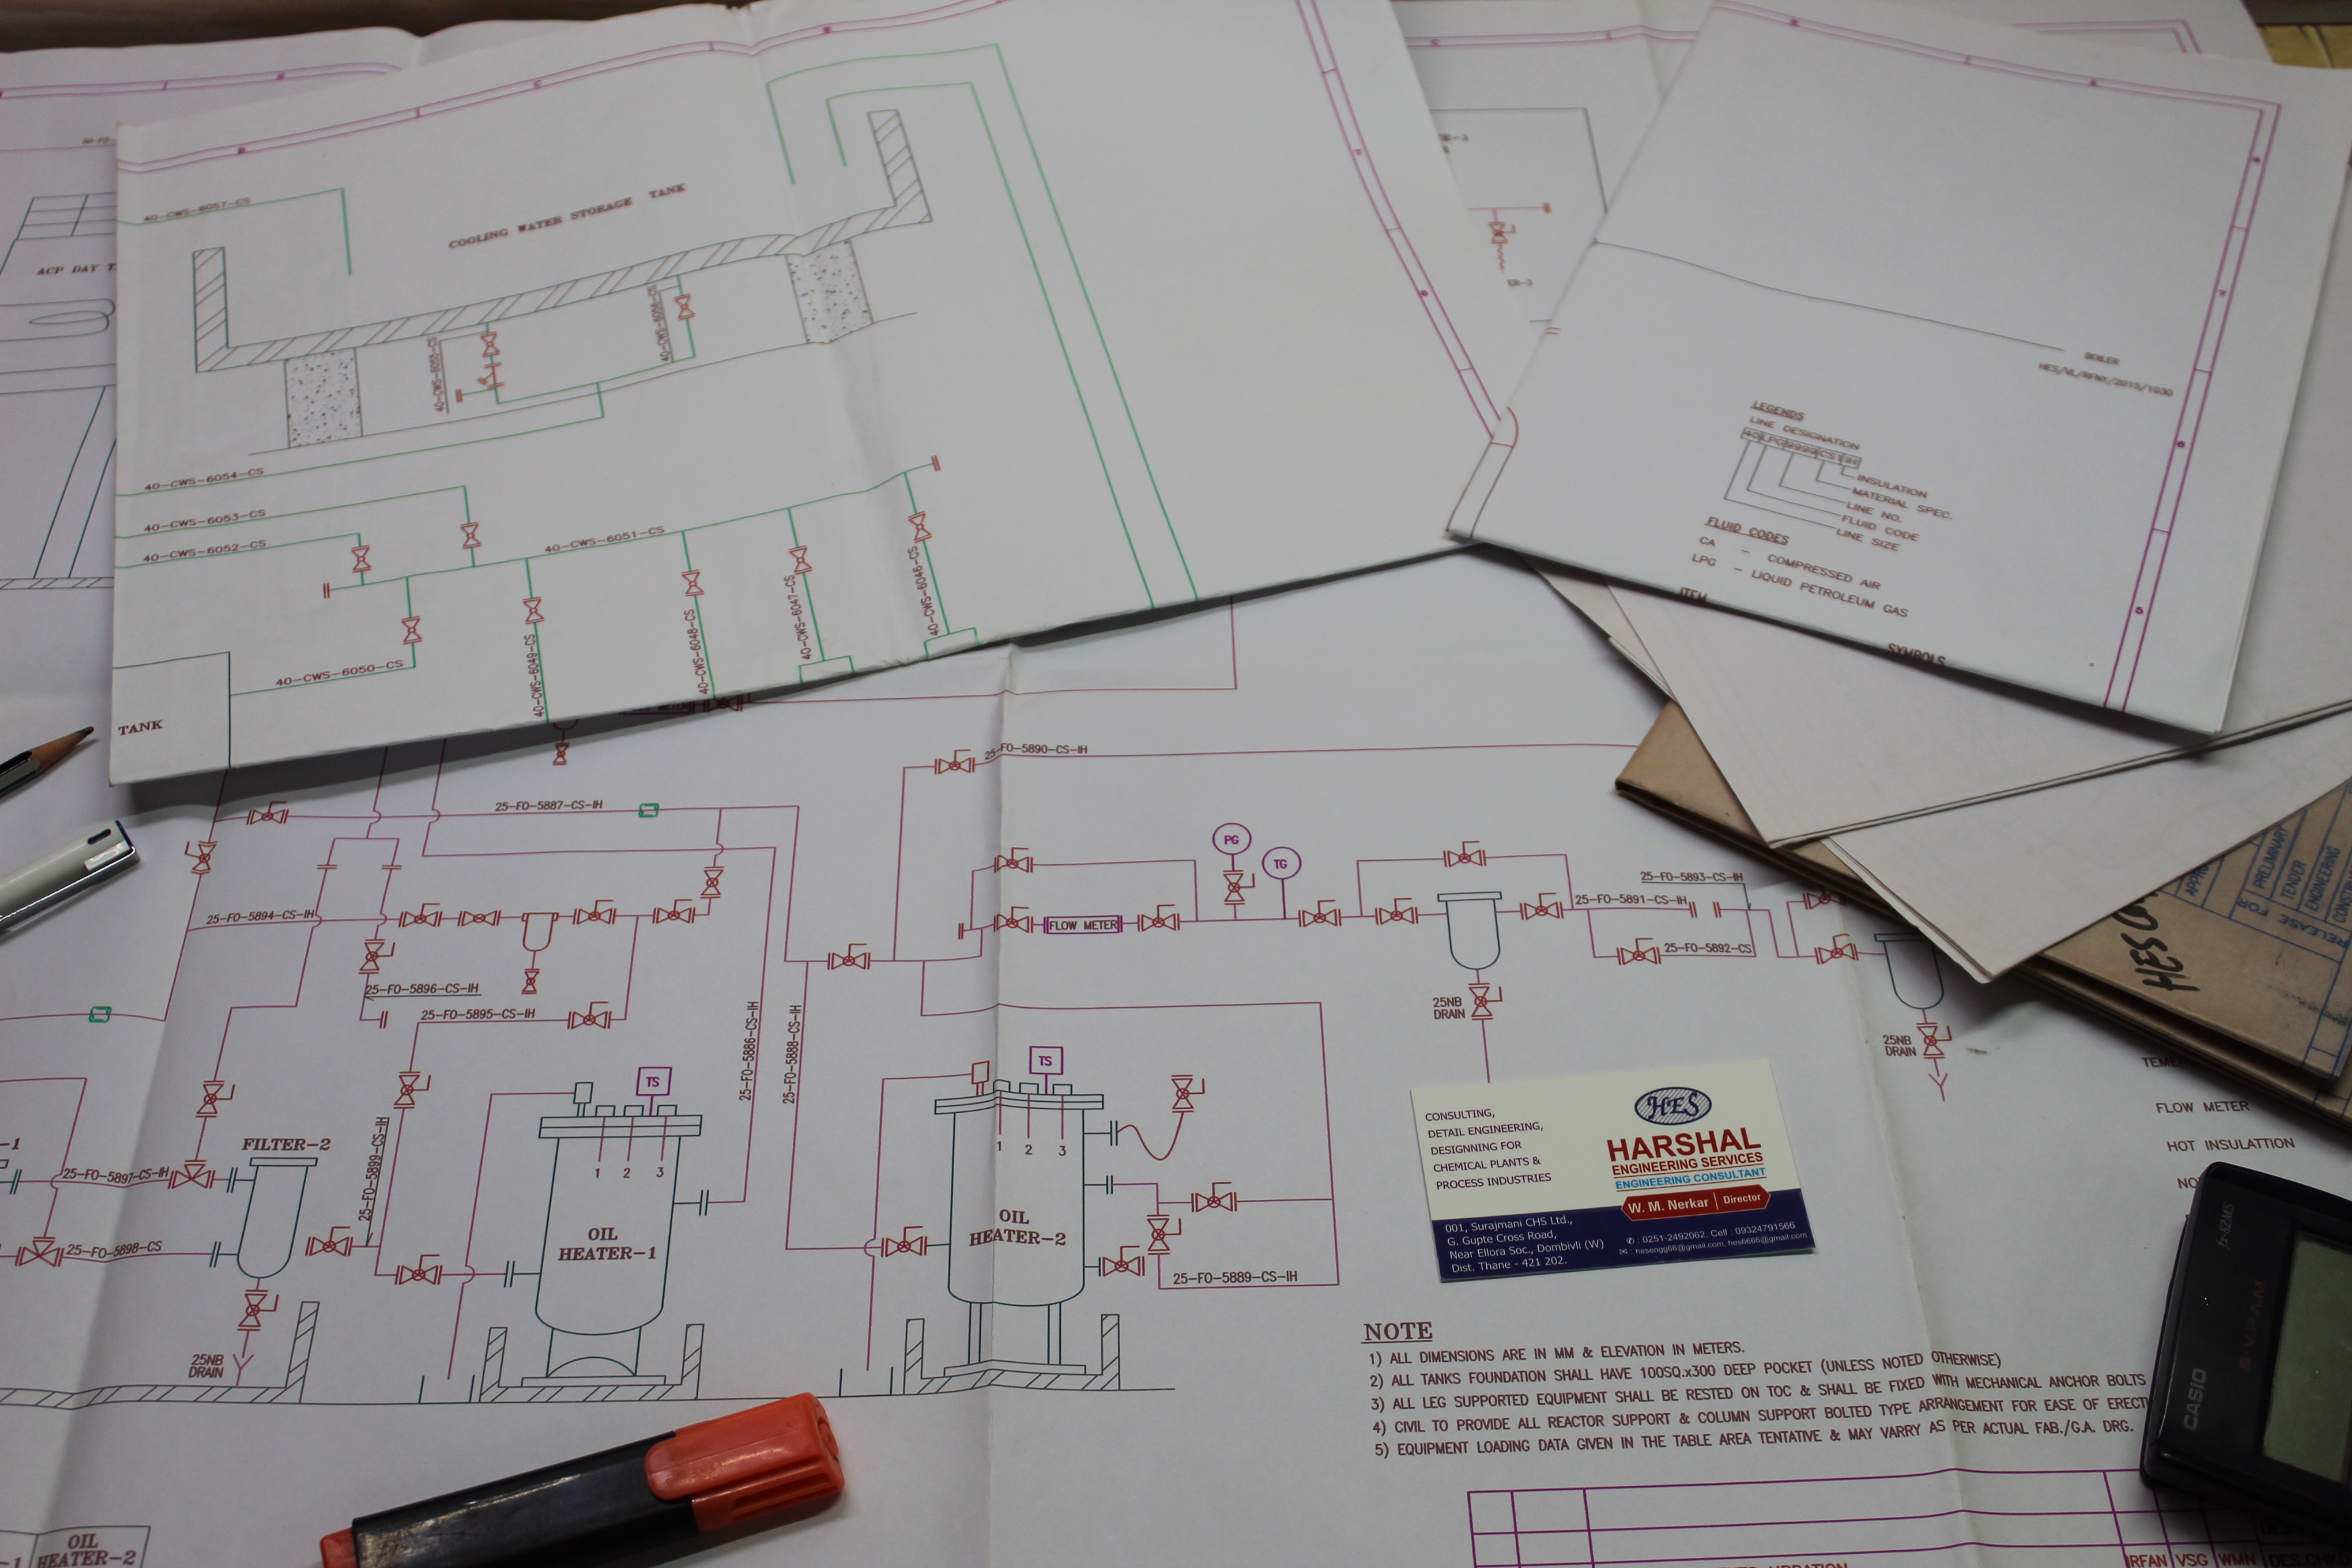 BOILER
HES/VL/NFNX/2015/1030
LEGENDS
LINE DESIGNATION
INSULATION
MATERIAL SPEC.
LINE NO.
FLUID CODE
LINE SIZE
FLUID CODES
CA - COMPRESSED AIR
LPG - LIQUID PETROLEUM GAS
ITEM
SYMBOLS
RELEASE FOR
PRELIMINARY
TENDER
ENGINEERING
HES
FLOW METER
HOT INSULATION
CASIO
fx-82MS
S-V.P.A.M.
25NB
DRAIN
25-FO-5893-CS-IH
25-FO-5891-CS-IH
25-FO-5892-CS
25NB
DRAIN
HES
HARSHAL
ENGINEERING SERVICES
ENGINEERING CONSULTANT
W. M. Nerkar | Director
CONSULTING,
DETAIL ENGINEERING,
DESIGNNING FOR
CHEMICAL PLANTS &
PROCESS INDUSTRIES
001, Surajmani CHS Ltd.,
G. Gupte Cross Road,
Near Ellora Soc., Dombivli (W)
Dist. Thane - 421 202.
✆ : 0251-2492062. Cell : 09324791566
✉ : hesengg66@gmail.com, hes6666@gmail.com
NOTE
1) ALL DIMENSIONS ARE IN MM & ELEVATION IN METERS.
2) ALL TANKS FOUNDATION SHALL HAVE 100SQ.x300 DEEP POCKET (UNLESS NOTED OTHERWISE)
3) ALL LEG SUPPORTED EQUIPMENT SHALL BE RESTED ON TOC & SHALL BE FIXED WITH MECHANICAL ANCHOR BOLTS
4) CIVIL TO PROVIDE ALL REACTOR SUPPORT & COLUMN SUPPORT BOLTED TYPE ARRANGEMENT FOR EASE OF ERECT
5) EQUIPMENT LOADING DATA GIVEN IN THE TABLE AREA TENTATIVE & MAY VARRY AS PER ACTUAL FAB./G.A. DRG.
IRFAN VSG
TG
PG
FLOW METER
25-FO-5890-CS-IH
25-FO-5889-CS-IH
TS
1 2 3
OIL
HEATER-2
25-FO-5888-CS-IH
25-FO-5886-CS-IH
25-FO-5887-CS-IH
TS
1 2 3
OIL
HEATER-1
25-FO-5895-CS-IH
25-FO-5896-CS-IH
25-FO-5899-CS-IH
25-FO-5894-CS-IH
FILTER-2
25NB
DRAIN
25-FO-5897-CS-IH
25-FO-5898-CS
OIL
HEATER-2
COOLING WATER STORAGE TANK
40-CWS-6056-CS
40-CWS-6055-CS
40-CWS-6046-CS
40-CWS-6047-CS
40-CWS-6048-CS
40-CWS-6049-CS
40-CWS-6051-CS
40-CWS-6050-CS
40-CWS-6057-CS
40-CWS-6054-CS
40-CWS-6053-CS
40-CWS-6052-CS
TANK
ACP DAY T